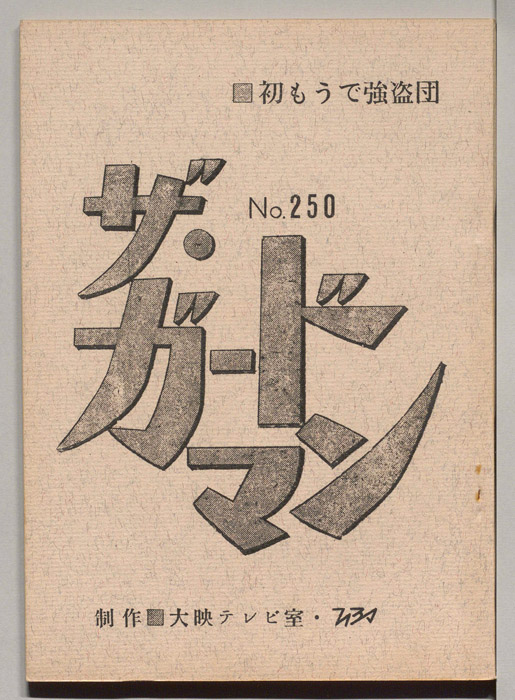 ■初もうで強盗団
No.250
ザ・
ガードマン
制作■大映テレビ室・TBS